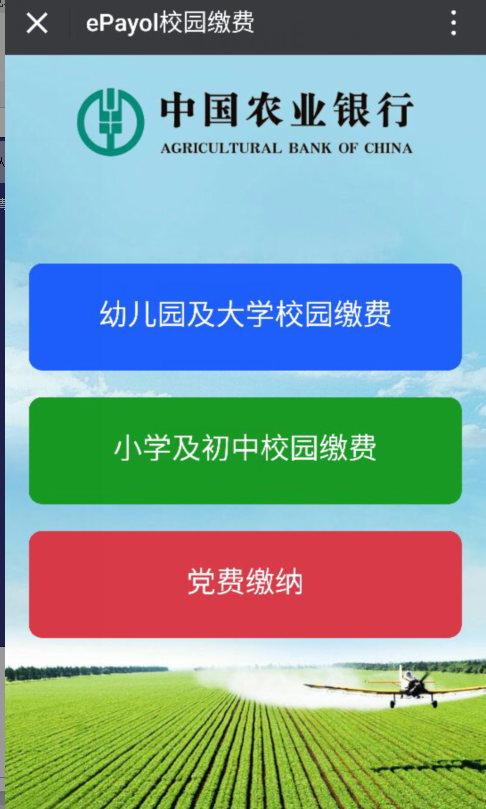 ePayol校园缴费
中国农业银行
AGRICULTURAL BANK OF CHINA
幼儿园及大学校园缴费
小学及初中校园缴费
党费缴纳